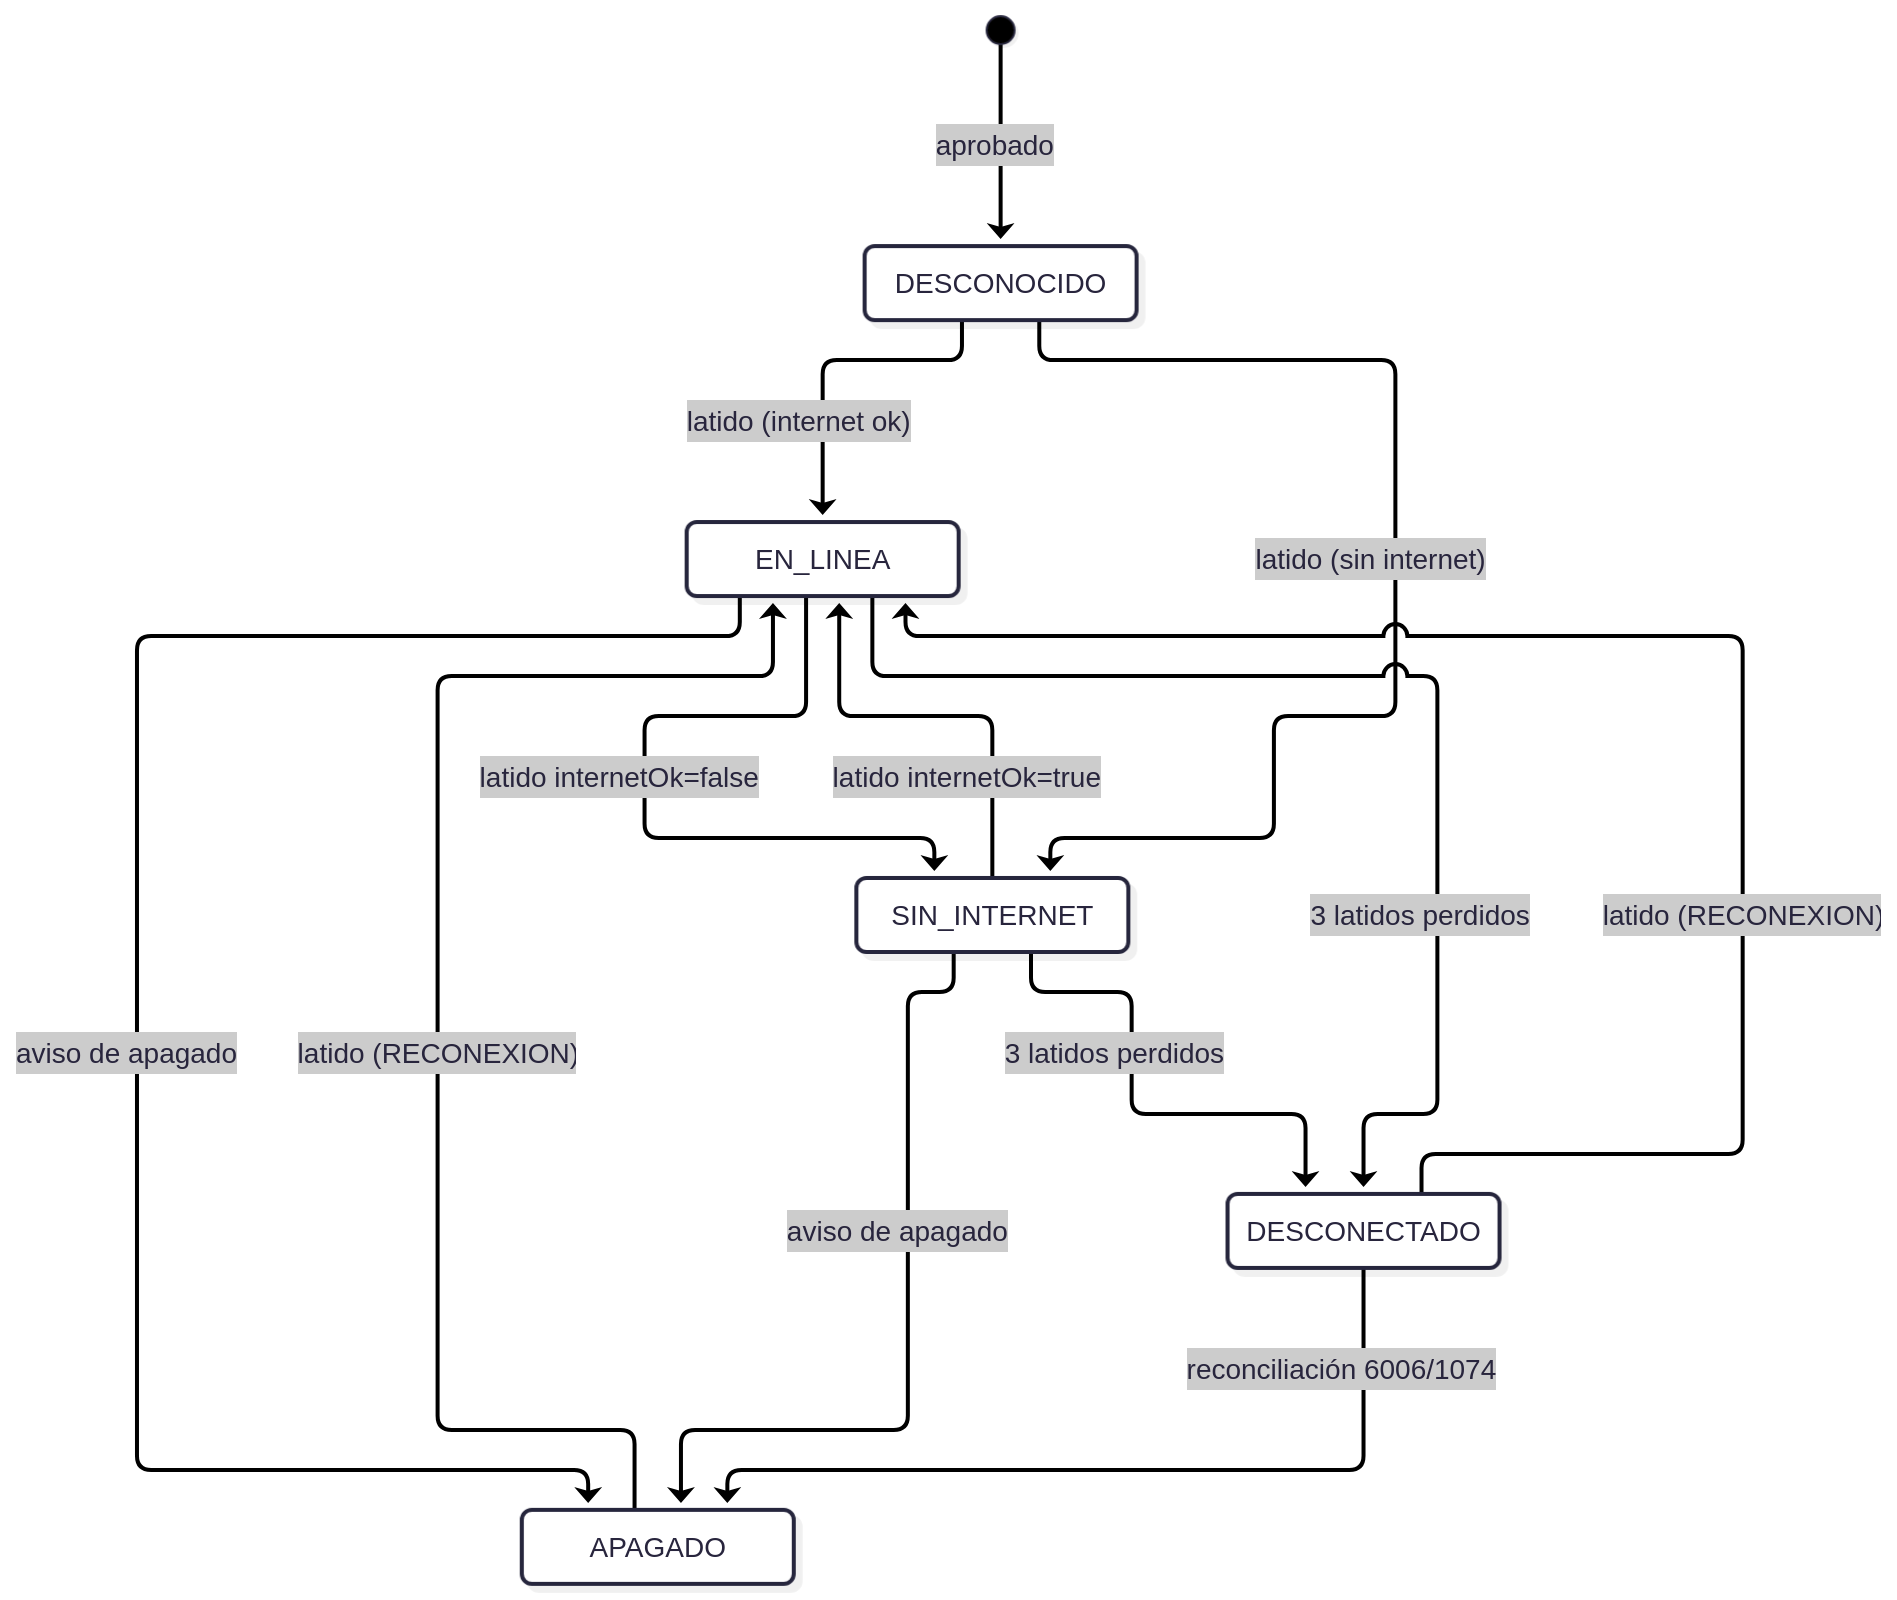 aprobado
DESCONOCIDO
latido (internet ok)
EN_LINEA
latido (sin internet)
latido internetOk=false
latido internetOk=true
SIN_INTERNET
3 latidos perdidos
latido (RECONEXION)
aviso de apagado
latido (RECONEXION)
3 latidos perdidos
aviso de apagado
DESCONECTADO
reconciliación 6006/1074
APAGADO